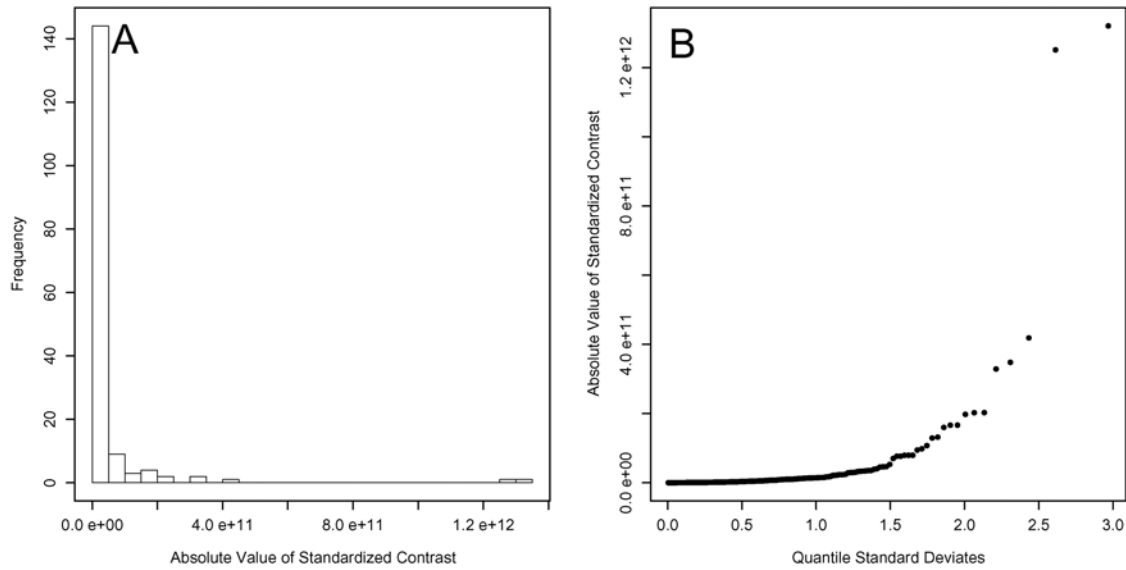 A
Frequency
0
20
40
60
80
100
120
140
0.0 e+00
4.0 e+11
8.0 e+11
1.2 e+12
Absolute Value of Standardized Contrast
B
Absolute Value of Standardized Contrast
0.0 e+00
4.0 e+11
8.0 e+11
1.2 e+12
0.0
0.5
1.0
1.5
2.0
2.5
3.0
Quantile Standard Deviates